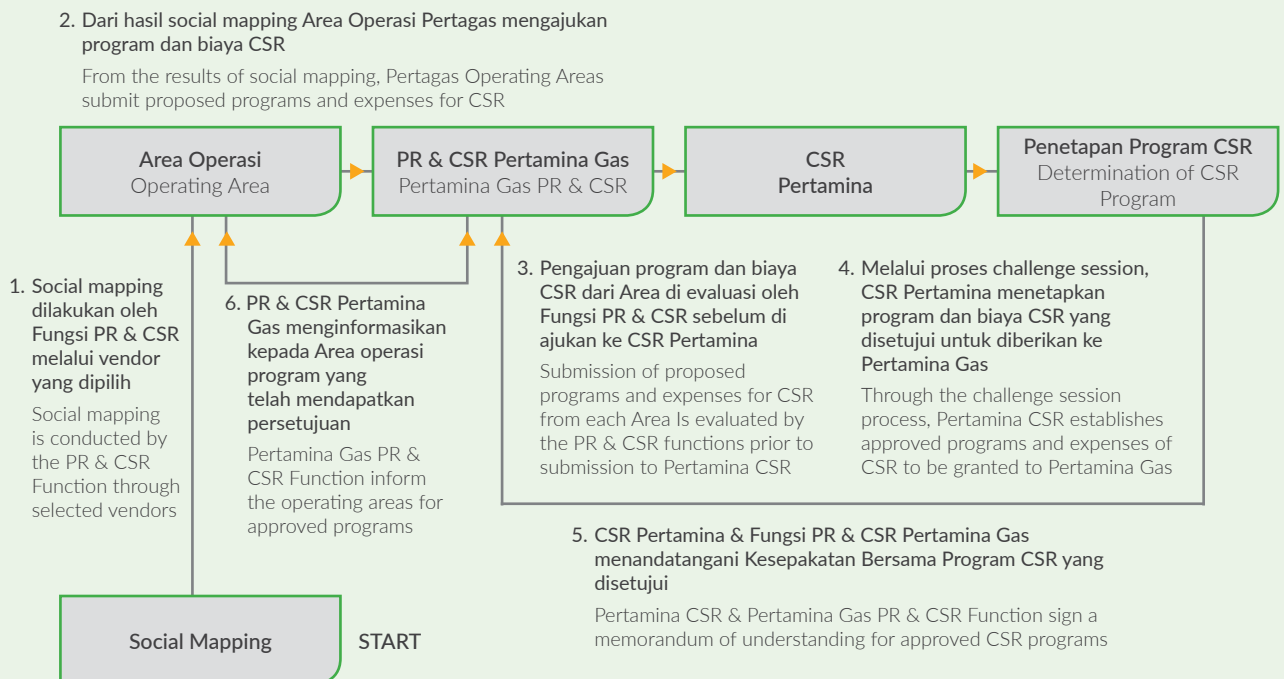 2. Dari hasil social mapping Area Operasi Pertagas mengajukan
program dan biaya CSR
From the results of social mapping, Pertagas Operating Areas
submit proposed programs and expenses for CSR
Area Operasi
Operating Area
PR & CSR Pertamina Gas
Pertamina Gas PR & CSR
CSR
Pertamina
Penetapan Program CSR
Determination of CSR
Program
1. Social mapping
dilakukan oleh
Fungsi PR & CSR
melalui vendor
yang dipilih
Social mapping
is conducted by
the PR & CSR
Function through
selected vendors
6. PR & CSR Pertamina
Gas menginformasikan
kepada Area operasi
program yang
telah mendapatkan
persetujuan
Pertamina Gas PR &
CSR Function inform
the operating areas for
approved programs
3. Pengajuan program dan biaya
CSR dari Area di evaluasi oleh
Fungsi PR & CSR sebelum di
ajukan ke CSR Pertamina
Submission of proposed
programs and expenses for CSR
from each Area Is evaluated by
the PR & CSR functions prior to
submission to Pertamina CSR
4. Melalui proses challenge session,
CSR Pertamina menetapkan
program dan biaya CSR yang
disetujui untuk diberikan ke
Pertamina Gas
Through the challenge session
process, Pertamina CSR establishes
approved programs and expenses of
CSR to be granted to Pertamina Gas
5. CSR Pertamina & Fungsi PR & CSR Pertamina Gas
menandatangani Kesepakatan Bersama Program CSR yang
disetujui
Pertamina CSR & Pertamina Gas PR & CSR Function sign a
memorandum of understanding for approved CSR programs
Social Mapping
START